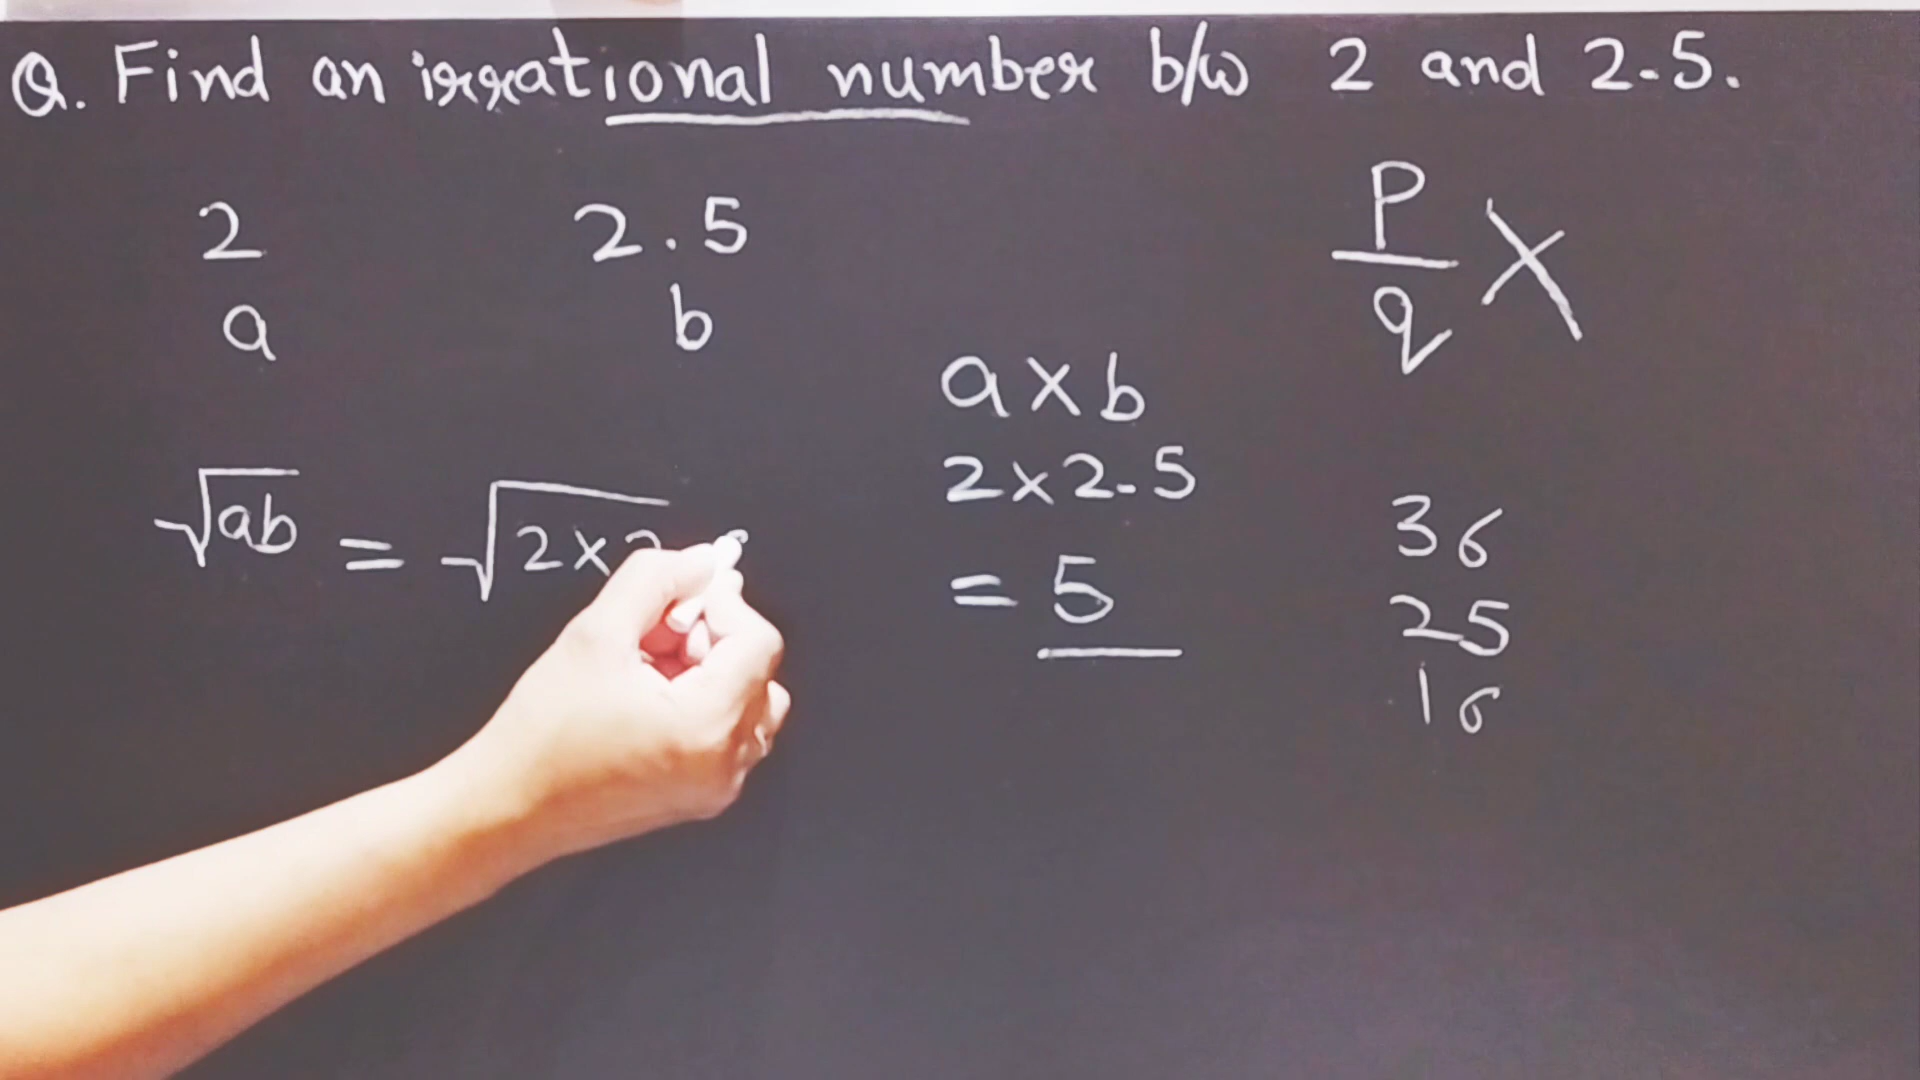 Q. Find an irrational number b/w 2 and 2.5.
2 2.5
a b
P/q X
a x b
2 x 2.5
= 5
√ab = √2 x
36
25
16